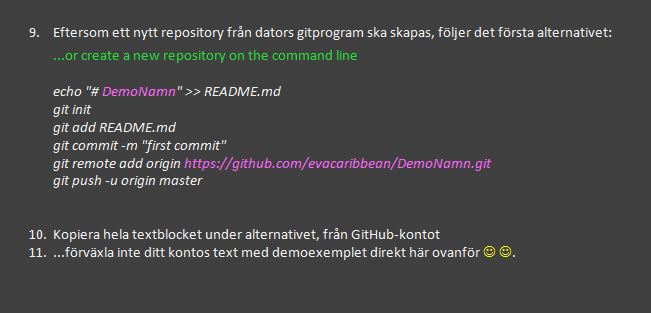 9. Eftersom ett nytt repository från dators gitprogram ska skapas, följer det första alternativet:
...or create a new repository on the command line
echo "# DemoNamn" >> README.md
git init
git add README.md
git commit -m "first commit"
git remote add origin https://github.com/evacaribbean/DemoNamn.git
git push -u origin master
10. Kopiera hela textblocket under alternativet, från GitHub-kontot
11. ...förväxla inte ditt kontos text med demoexemplet direkt här ovanför ☺ ☺.